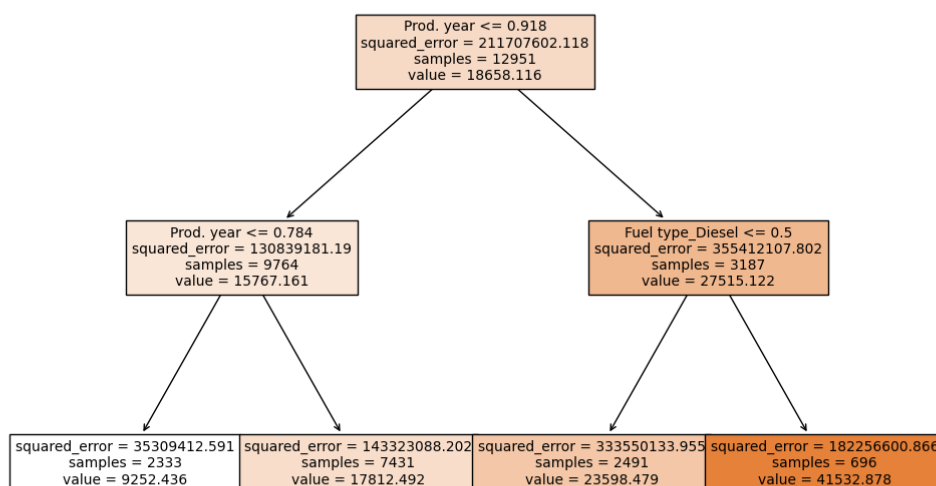 Prod. year <= 0.918
squared_error = 211707602.118
samples = 12951
value = 18658.116
Prod. year <= 0.784
squared_error = 130839181.19
samples = 9764
value = 15767.161
Fuel type_Diesel <= 0.5
squared_error = 355412107.802
samples = 3187
value = 27515.122
squared_error = 35309412.591
samples = 2333
value = 9252.436
squared_error = 143323088.202
samples = 7431
value = 17812.492
squared_error = 333550133.955
samples = 2491
value = 23598.479
squared_error = 182256600.866
samples = 696
value = 41532.878